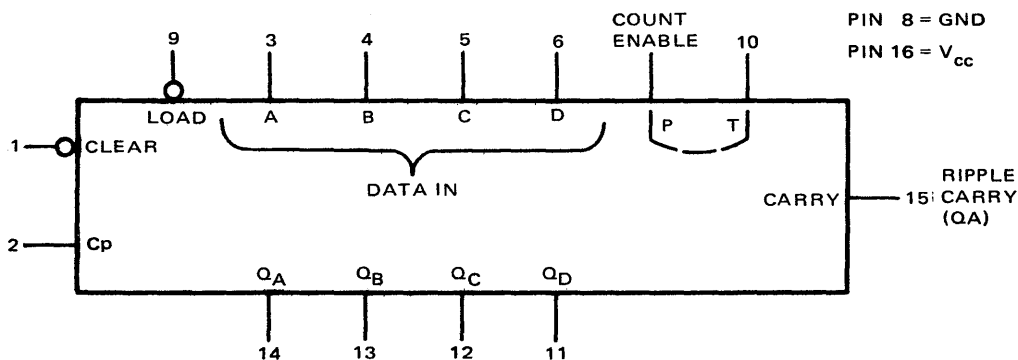 COUNT
ENABLE
PIN 8 = GND
PIN 16 = Vcc
9 3 4 5 6 10
LOAD A B C D P T
1 CLEAR
DATA IN
CARRY 15 RIPPLE
CARRY
(QA)
2 Cp
QA QB QC QD
14 13 12 11